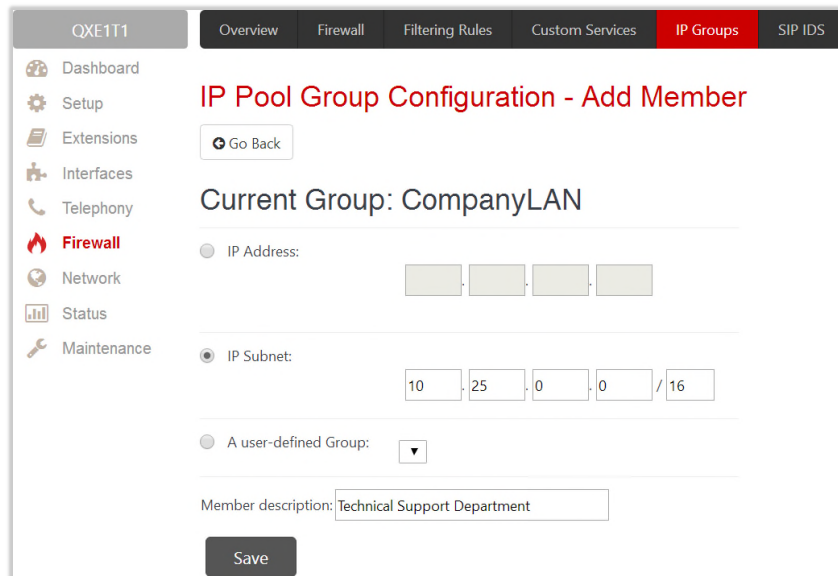 QXE1T1
Overview Firewall Filtering Rules Custom Services IP Groups SIP IDS
Dashboard
Setup
Extensions
Interfaces
Telephony
Firewall
Network
Status
Maintenance
IP Pool Group Configuration - Add Member
Go Back
Current Group: CompanyLAN
IP Address:
. . .
IP Subnet:
10 . 25 . 0 . 0 / 16
A user-defined Group:
Member description: Technical Support Department
Save